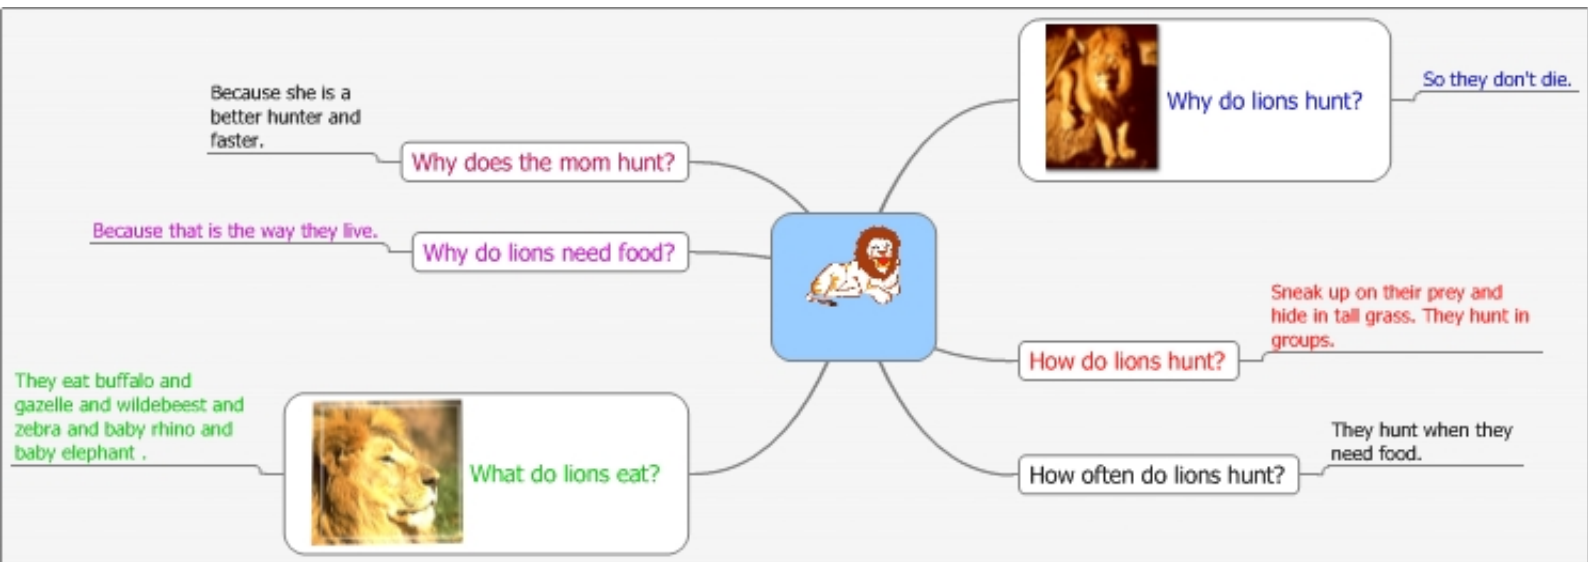 Because she is a
better hunter and
faster.
Why does the mom hunt?
Because that is the way they live.
Why do lions need food?
They eat buffalo and
gazelle and wildebeest and
zebra and baby rhino and
baby elephant .
What do lions eat?
Why do lions hunt?
So they don't die.
How do lions hunt?
Sneak up on their prey and
hide in tall grass. They hunt in
groups.
How often do lions hunt?
They hunt when they
need food.